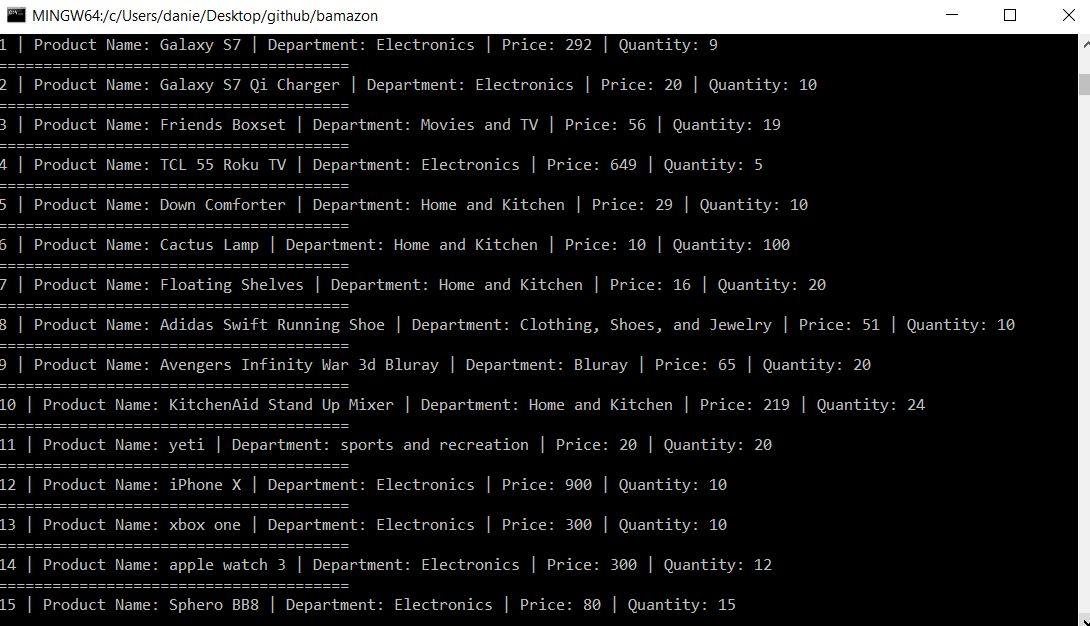 MINGW64:/c/Users/danie/Desktop/github/bamazon
1 | Product Name: Galaxy S7 | Department: Electronics | Price: 292 | Quantity: 9
=======================================
2 | Product Name: Galaxy S7 Qi Charger | Department: Electronics | Price: 20 | Quantity: 10
=======================================
3 | Product Name: Friends Boxset | Department: Movies and TV | Price: 56 | Quantity: 19
=======================================
4 | Product Name: TCL 55 Roku TV | Department: Electronics | Price: 649 | Quantity: 5
=======================================
5 | Product Name: Down Comforter | Department: Home and Kitchen | Price: 29 | Quantity: 10
=======================================
6 | Product Name: Cactus Lamp | Department: Home and Kitchen | Price: 10 | Quantity: 100
=======================================
7 | Product Name: Floating Shelves | Department: Home and Kitchen | Price: 16 | Quantity: 20
=======================================
8 | Product Name: Adidas Swift Running Shoe | Department: Clothing, Shoes, and Jewelry | Price: 51 | Quantity: 10
=======================================
9 | Product Name: Avengers Infinity War 3d Bluray | Department: Bluray | Price: 65 | Quantity: 20
=======================================
10 | Product Name: KitchenAid Stand Up Mixer | Department: Home and Kitchen | Price: 219 | Quantity: 24
=======================================
11 | Product Name: yeti | Department: sports and recreation | Price: 20 | Quantity: 20
=======================================
12 | Product Name: iPhone X | Department: Electronics | Price: 900 | Quantity: 10
=======================================
13 | Product Name: xbox one | Department: Electronics | Price: 300 | Quantity: 10
=======================================
14 | Product Name: apple watch 3 | Department: Electronics | Price: 300 | Quantity: 12
=======================================
15 | Product Name: Sphero BB8 | Department: Electronics | Price: 80 | Quantity: 15